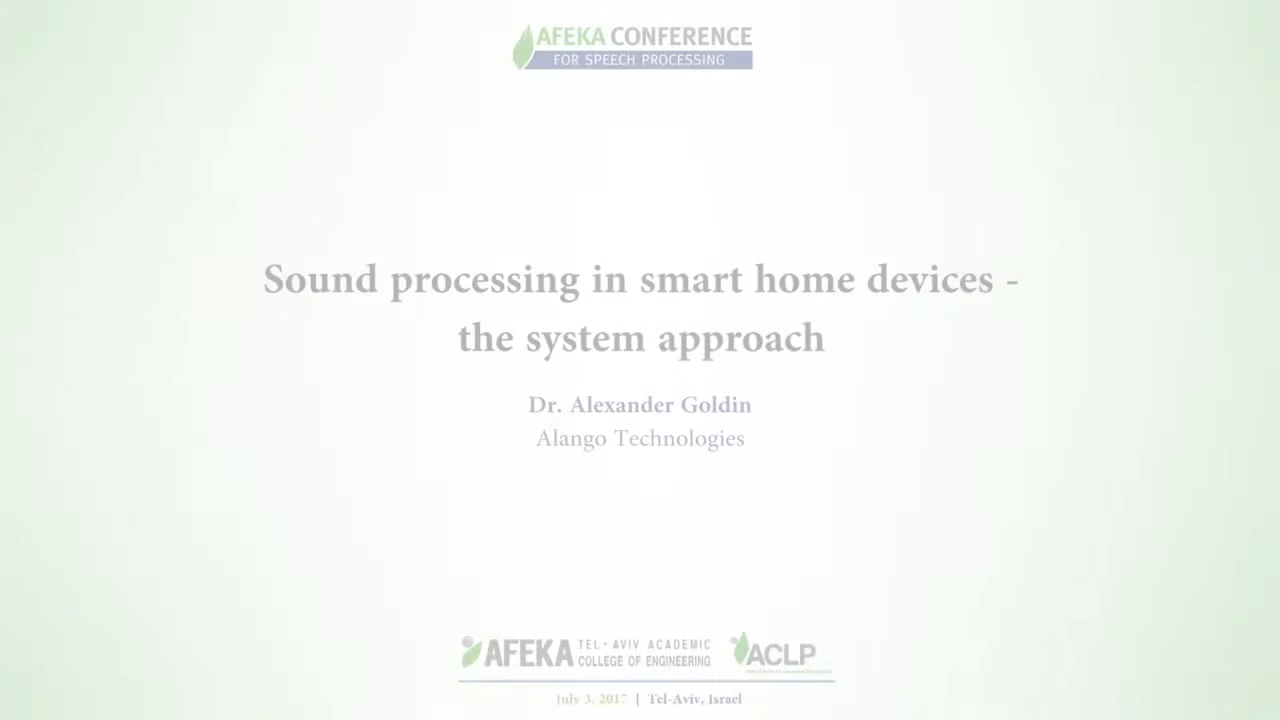 AFEKA CONFERENCE
FOR SPEECH PROCESSING
Sound processing in smart home devices -
the system approach
Dr. Alexander Goldin
Alango Technologies
AFEKA TEL-AVIV ACADEMIC
COLLEGE OF ENGINEERING
ACLP
July 3, 2017 | Tel-Aviv, Israel